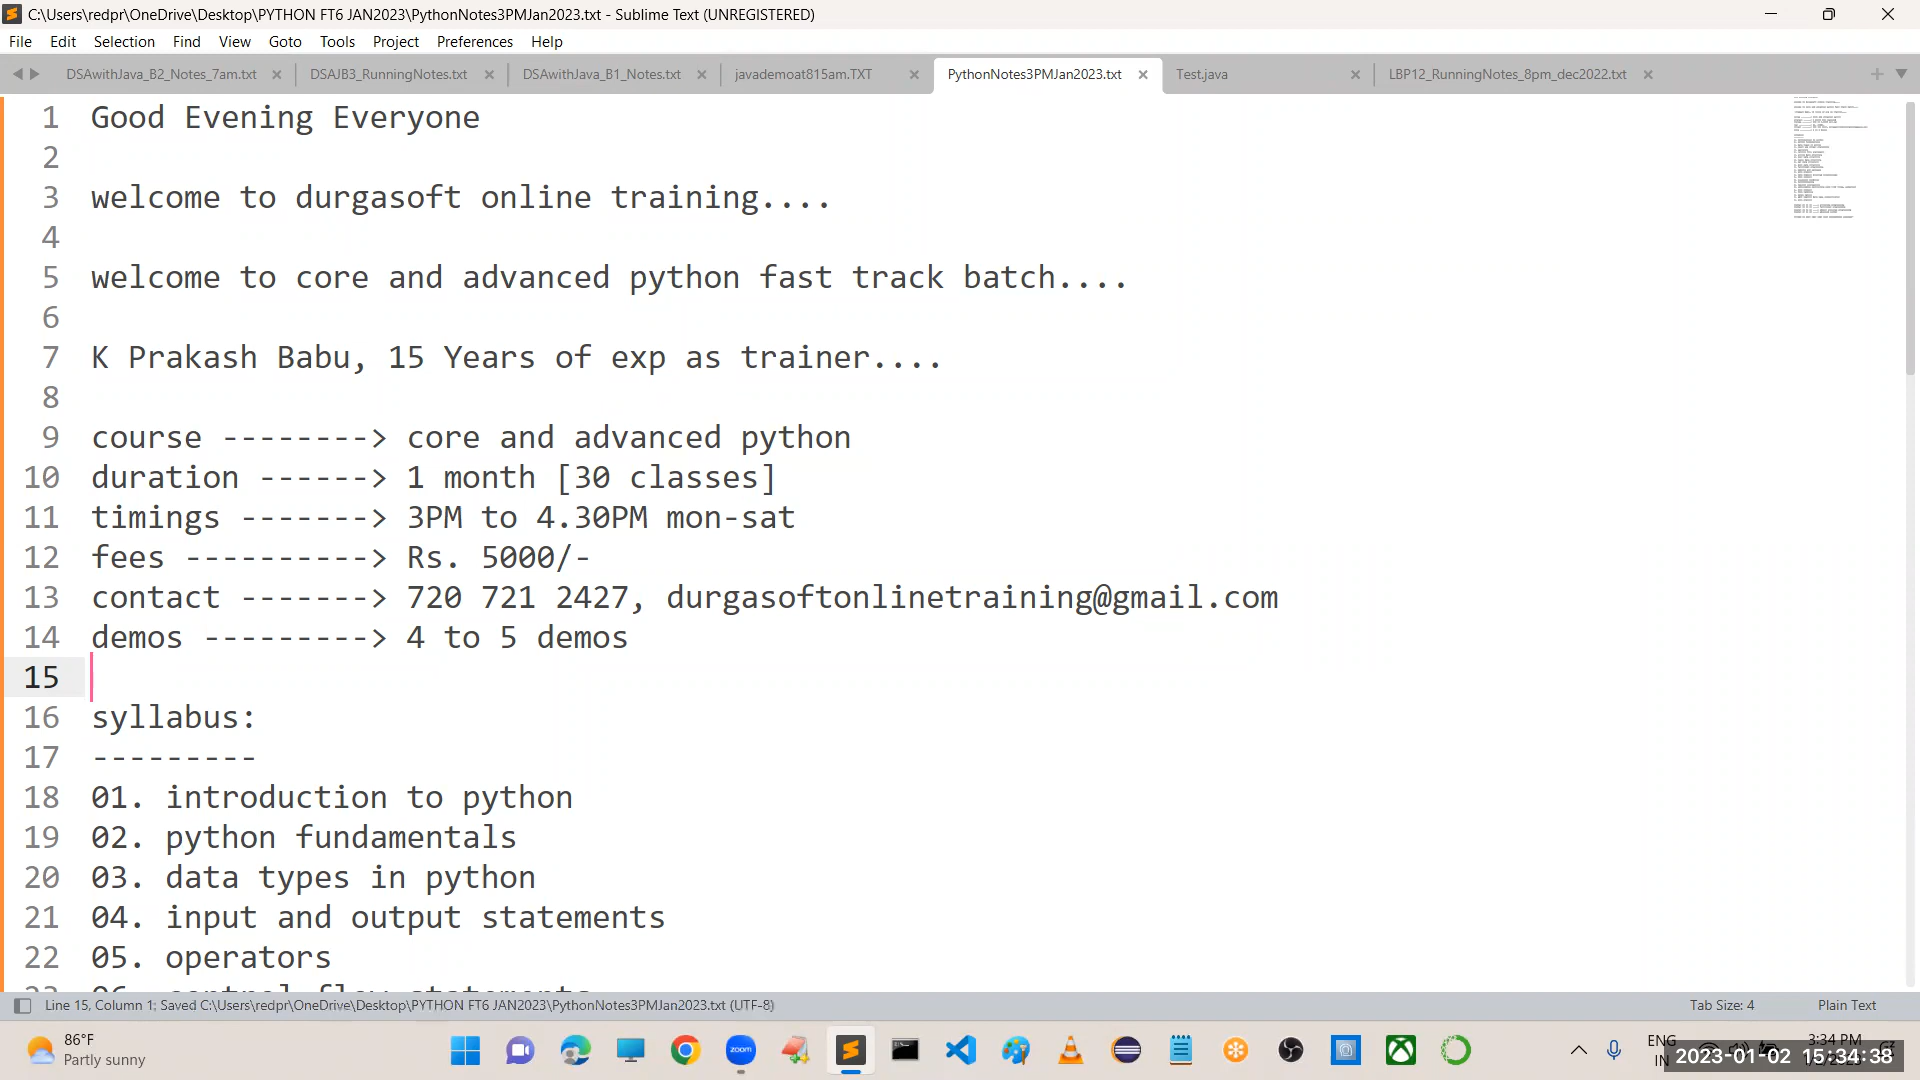 C:\Users\redpr\OneDrive\Desktop\PYTHON FT6 JAN2023\PythonNotes3PMJan2023.txt - Sublime Text (UNREGISTERED)
File Edit Selection Find View Goto Tools Project Preferences Help
DSAwithJava_B2_Notes_7am.txt DSAJB3_RunningNotes.txt DSAwithJava_B1_Notes.txt javademoat815am.TXT PythonNotes3PMJan2023.txt Test.java LBP12_RunningNotes_8pm_dec2022.txt
1 Good Evening Everyone
2
3 welcome to durgasoft online training....
4
5 welcome to core and advanced python fast track batch....
6
7 K Prakash Babu, 15 Years of exp as trainer....
8
9 course --------> core and advanced python
10 duration ------> 1 month [30 classes]
11 timings -------> 3PM to 4.30PM mon-sat
12 fees ----------> Rs. 5000/-
13 contact -------> 720 721 2427, durgasoftonlinetraining@gmail.com
14 demos ---------> 4 to 5 demos
15
16 syllabus:
17 ---------
18 01. introduction to python
19 02. python fundamentals
20 03. data types in python
21 04. input and output statements
22 05. operators
23 06. control flow statements
Line 15, Column 1; Saved C:\Users\redpr\OneDrive\Desktop\PYTHON FT6 JAN2023\PythonNotes3PMJan2023.txt (UTF-8) Tab Size: 4 Plain Text
86°F
Partly sunny
zoom
ENG
IN
3:34 PM
2023-01-02 15:34:38